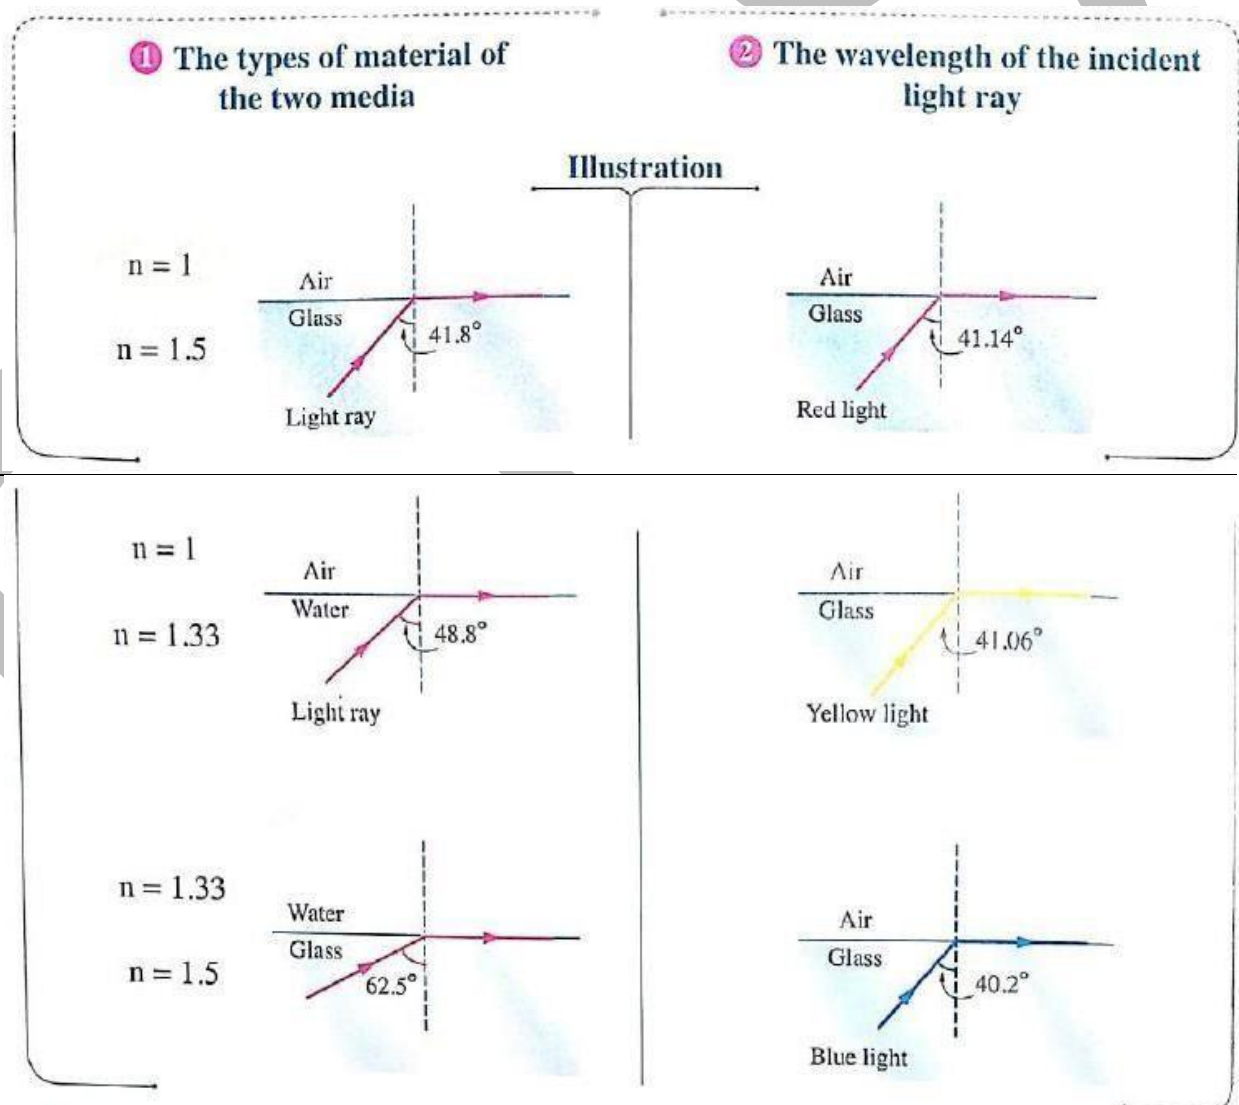 1 The types of material of
the two media
2 The wavelength of the incident
light ray
Illustration
n = 1
Air
Glass
n = 1.5
41.8°
Light ray
Air
Glass
41.14°
Red light
n = 1
Air
Water
n = 1.33
48.8°
Light ray
Air
Glass
41.06°
Yellow light
n = 1.33
Water
Glass
n = 1.5
62.5°
Air
Glass
40.2°
Blue light